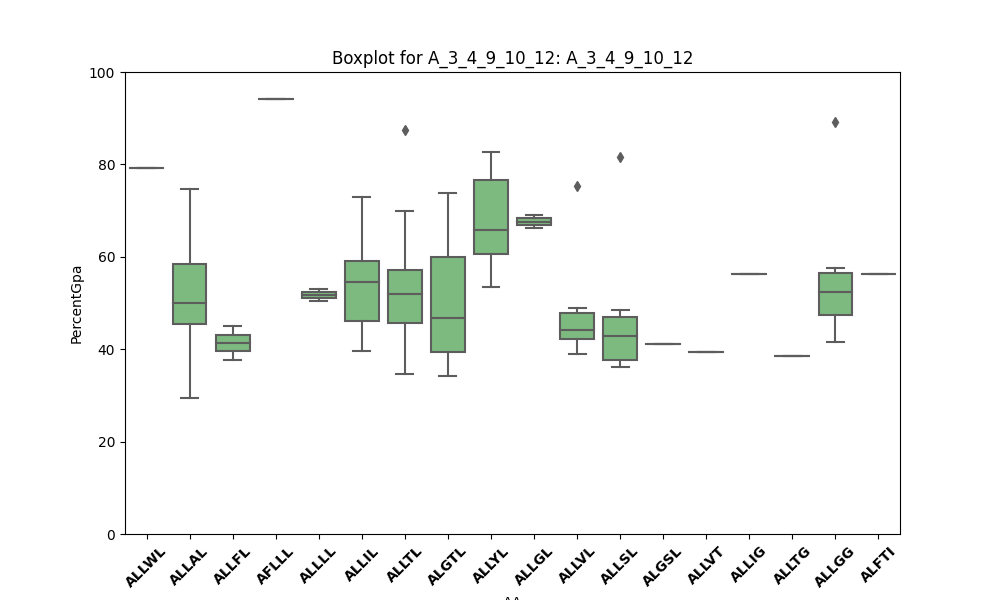 Boxplot for A_3_4_9_10_12: A_3_4_9_10_12
100
80
60
40
20
0
PercentGpa
ALLWL
ALLAL
ALLFL
AFLLL
ALLLL
ALLIL
ALLTL
ALGTL
ALLYL
ALLGL
ALLVL
ALLSL
ALGSL
ALLVT
ALLIG
ALLTG
ALLGG
ALFTI